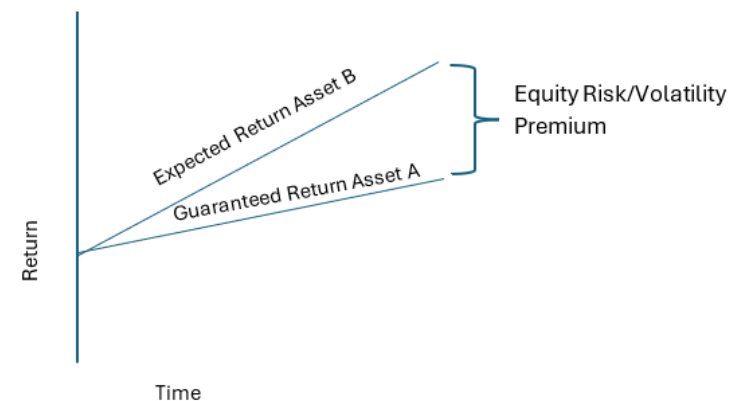 Expected Return Asset B
Equity Risk/Volatility
Premium
Guaranteed Return Asset A
Return
Time